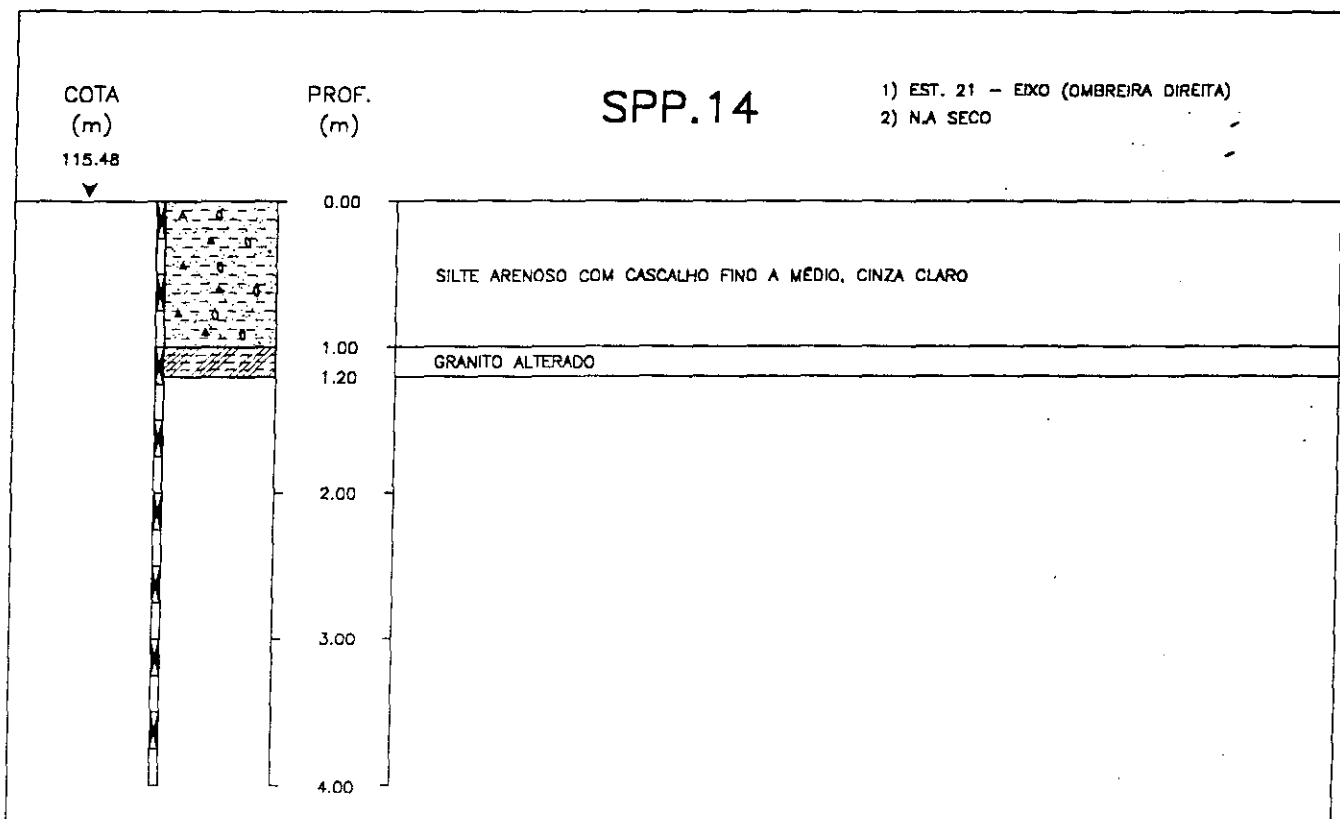 COTA
(m)
115.48
PROF.
(m)
SPP.14
1) EST. 21 - EIXO (OMBREIRA DIREITA)
2) N.A SECO
0.00
SILTE ARENOSO COM CASCALHO FINO A MÉDIO, CINZA CLARO
1.00
GRANITO ALTERADO
1.20
2.00
3.00
4.00